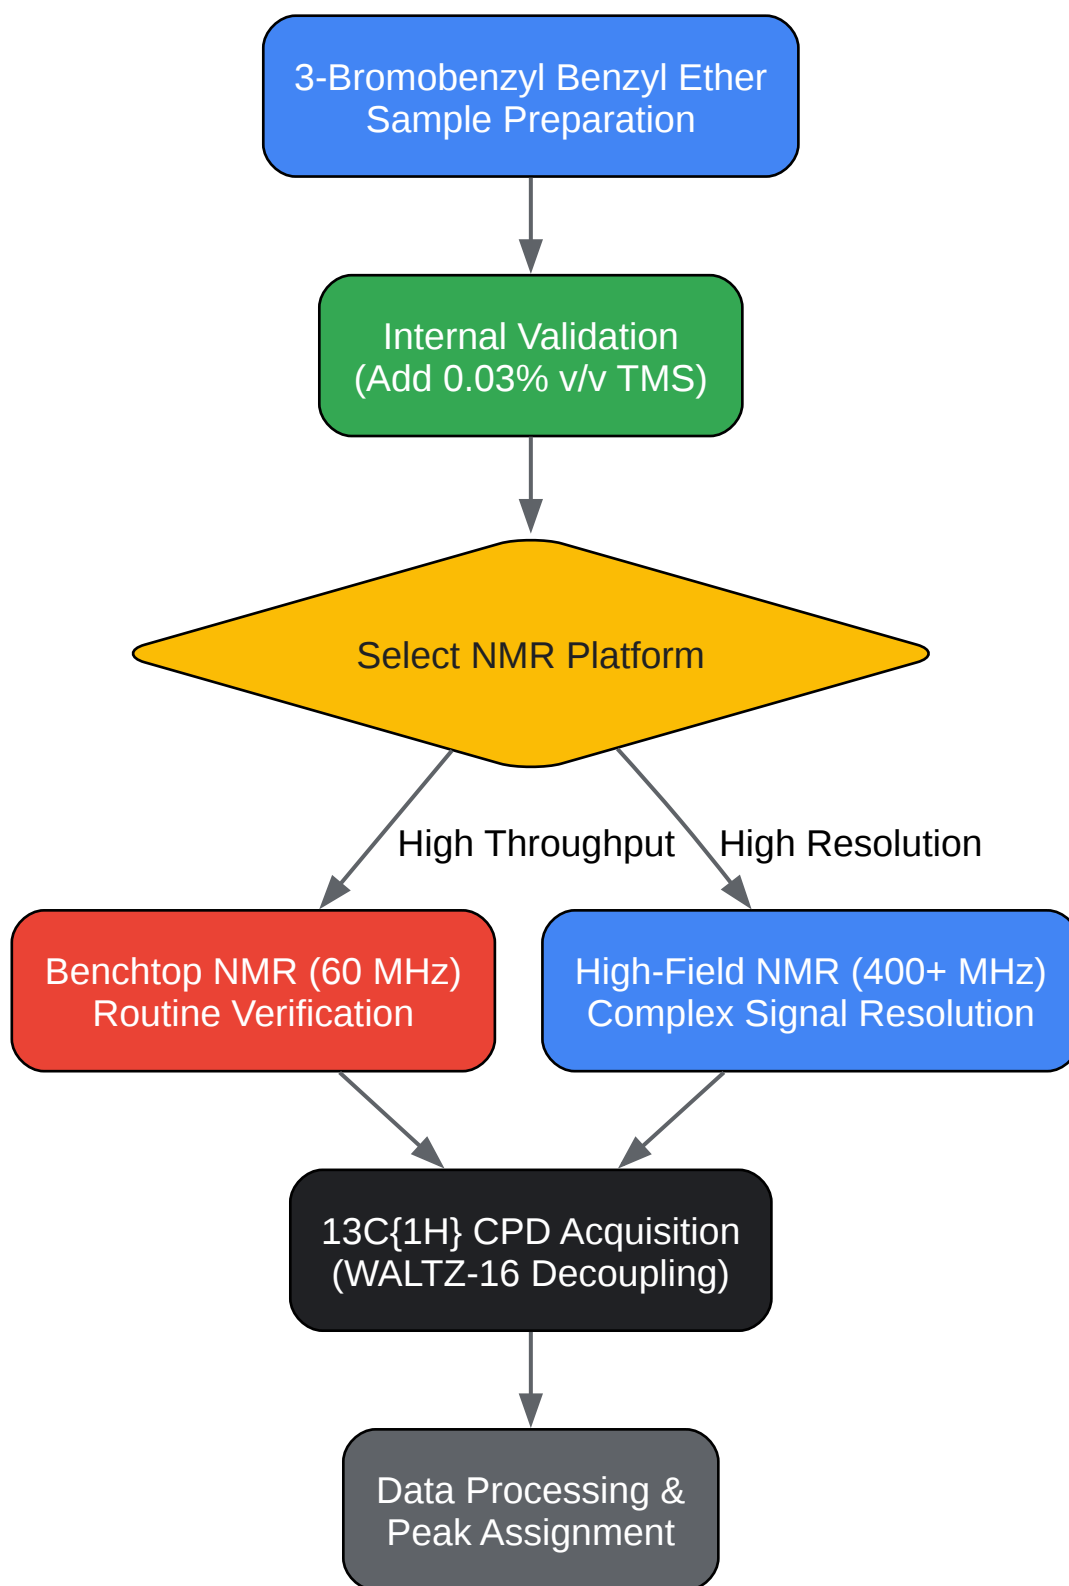 3-Bromobenzyl Benzyl Ether
Sample Preparation
Internal Validation
(Add 0.03% v/v TMS)
Select NMR Platform
High Throughput
High Resolution
Benchtop NMR (60 MHz)
Routine Verification
High-Field NMR (400+ MHz)
Complex Signal Resolution
13C{1H} CPD Acquisition
(WALTZ-16 Decoupling)
Data Processing &
Peak Assignment